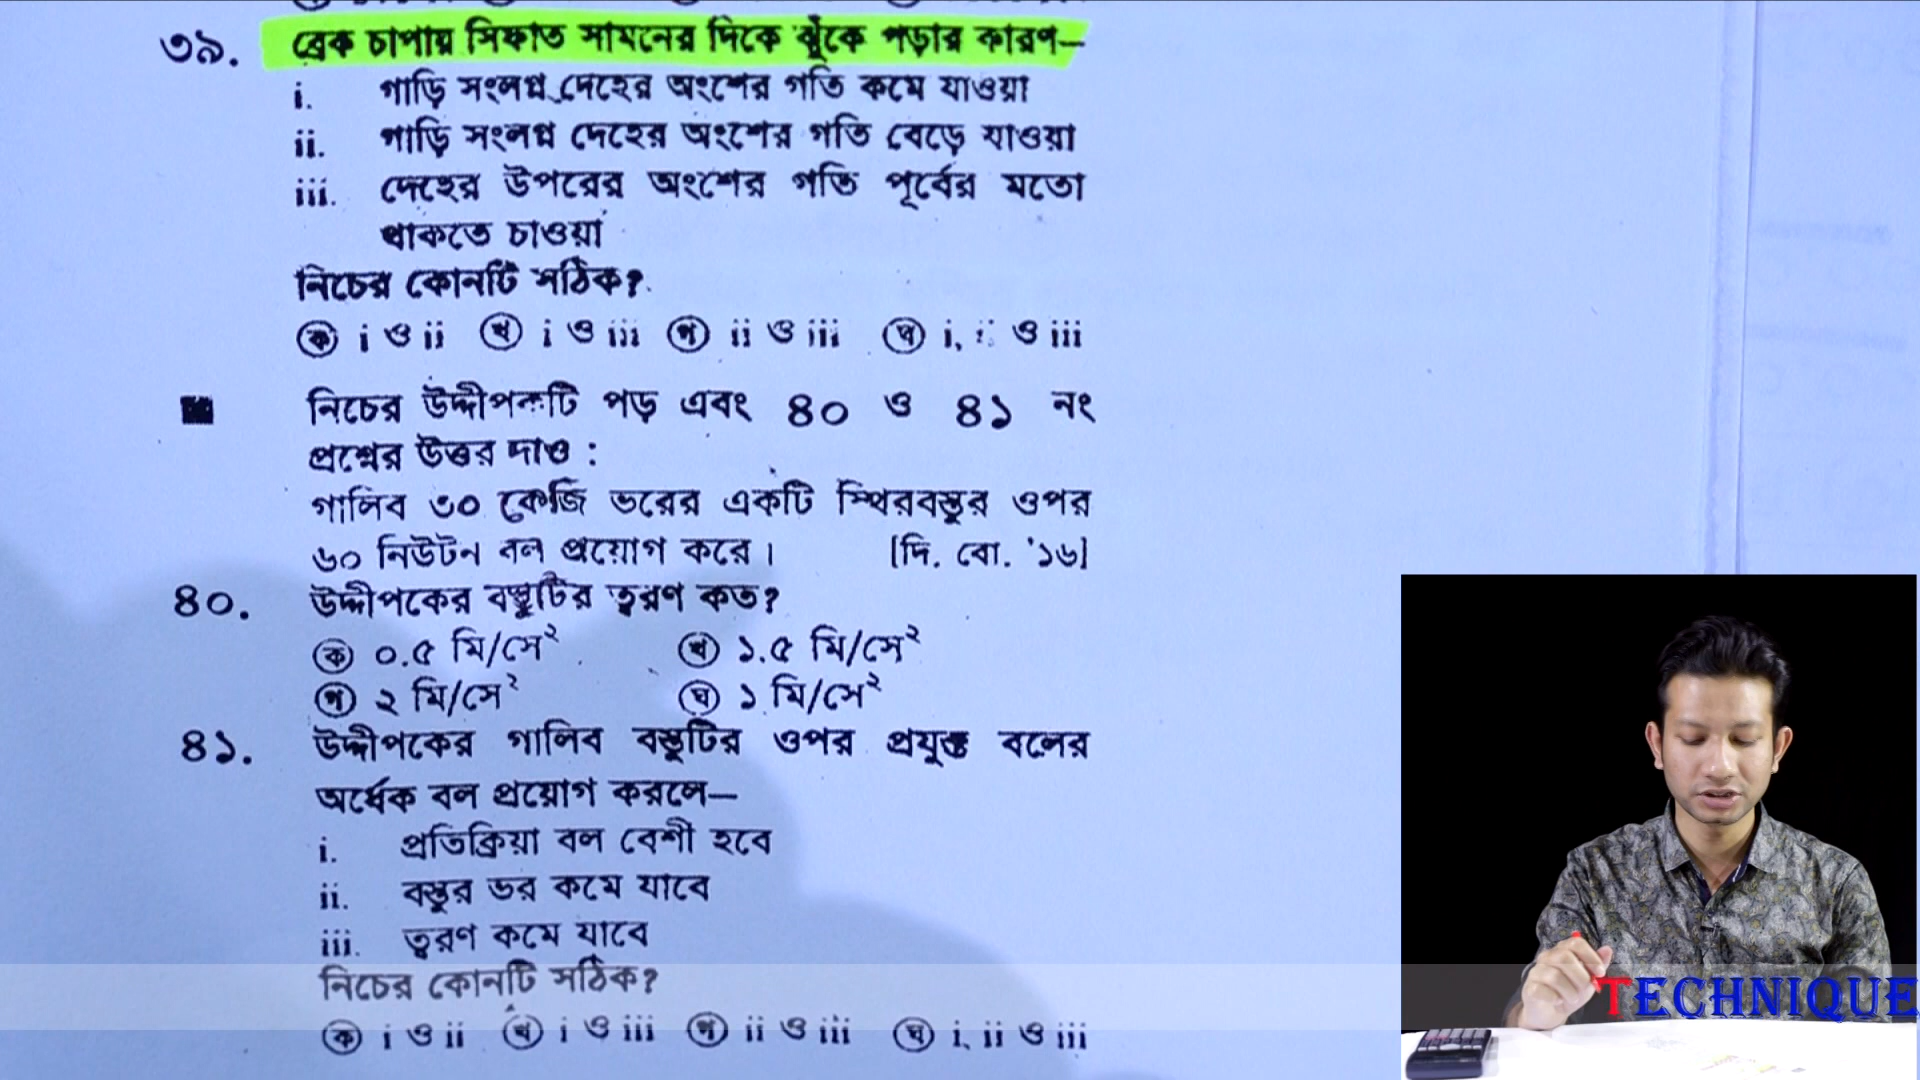 ৩৯. ব্রেক চাপায় সিফাত সামনের দিকে ঝুঁকে পড়ার কারণ—
i. গাড়ি সংলগ্ন দেহের অংশের গতি কমে যাওয়া
ii. গাড়ি সংলগ্ন দেহের অংশের গতি বেড়ে যাওয়া
iii. দেহের উপরের অংশের গতি পূর্বের মতো
থাকতে চাওয়া
নিচের কোনটি সঠিক?
ক i ও ii খ i ও iii গ ii ও iii ঘ i, ii ও iii
■ নিচের উদ্দীপকটি পড় এবং ৪০ ও ৪১ নং
প্রশ্নের উত্তর দাও :
গালিব ৩০ কেজি ভরের একটি স্থিরবস্তুর ওপর
৬০ নিউটন বল প্রয়োগ করে। [দি. বো. '১৬]
৪০. উদ্দীপকের বস্তুটির ত্বরণ কত?
ক ০.৫ মি/সে² খ ১.৫ মি/সে²
গ ২ মি/সে² ঘ ১ মি/সে²
৪১. উদ্দীপকের গালিব বস্তুটির ওপর প্রযুক্ত বলের
অর্ধেক বল প্রয়োগ করলে—
i. প্রতিক্রিয়া বল বেশী হবে
ii. বস্তুর ভর কমে যাবে
iii. ত্বরণ কমে যাবে
নিচের কোনটি সঠিক?
ক i ও ii খ i ও iii গ ii ও iii ঘ i, ii ও iii
TECHNIQUE